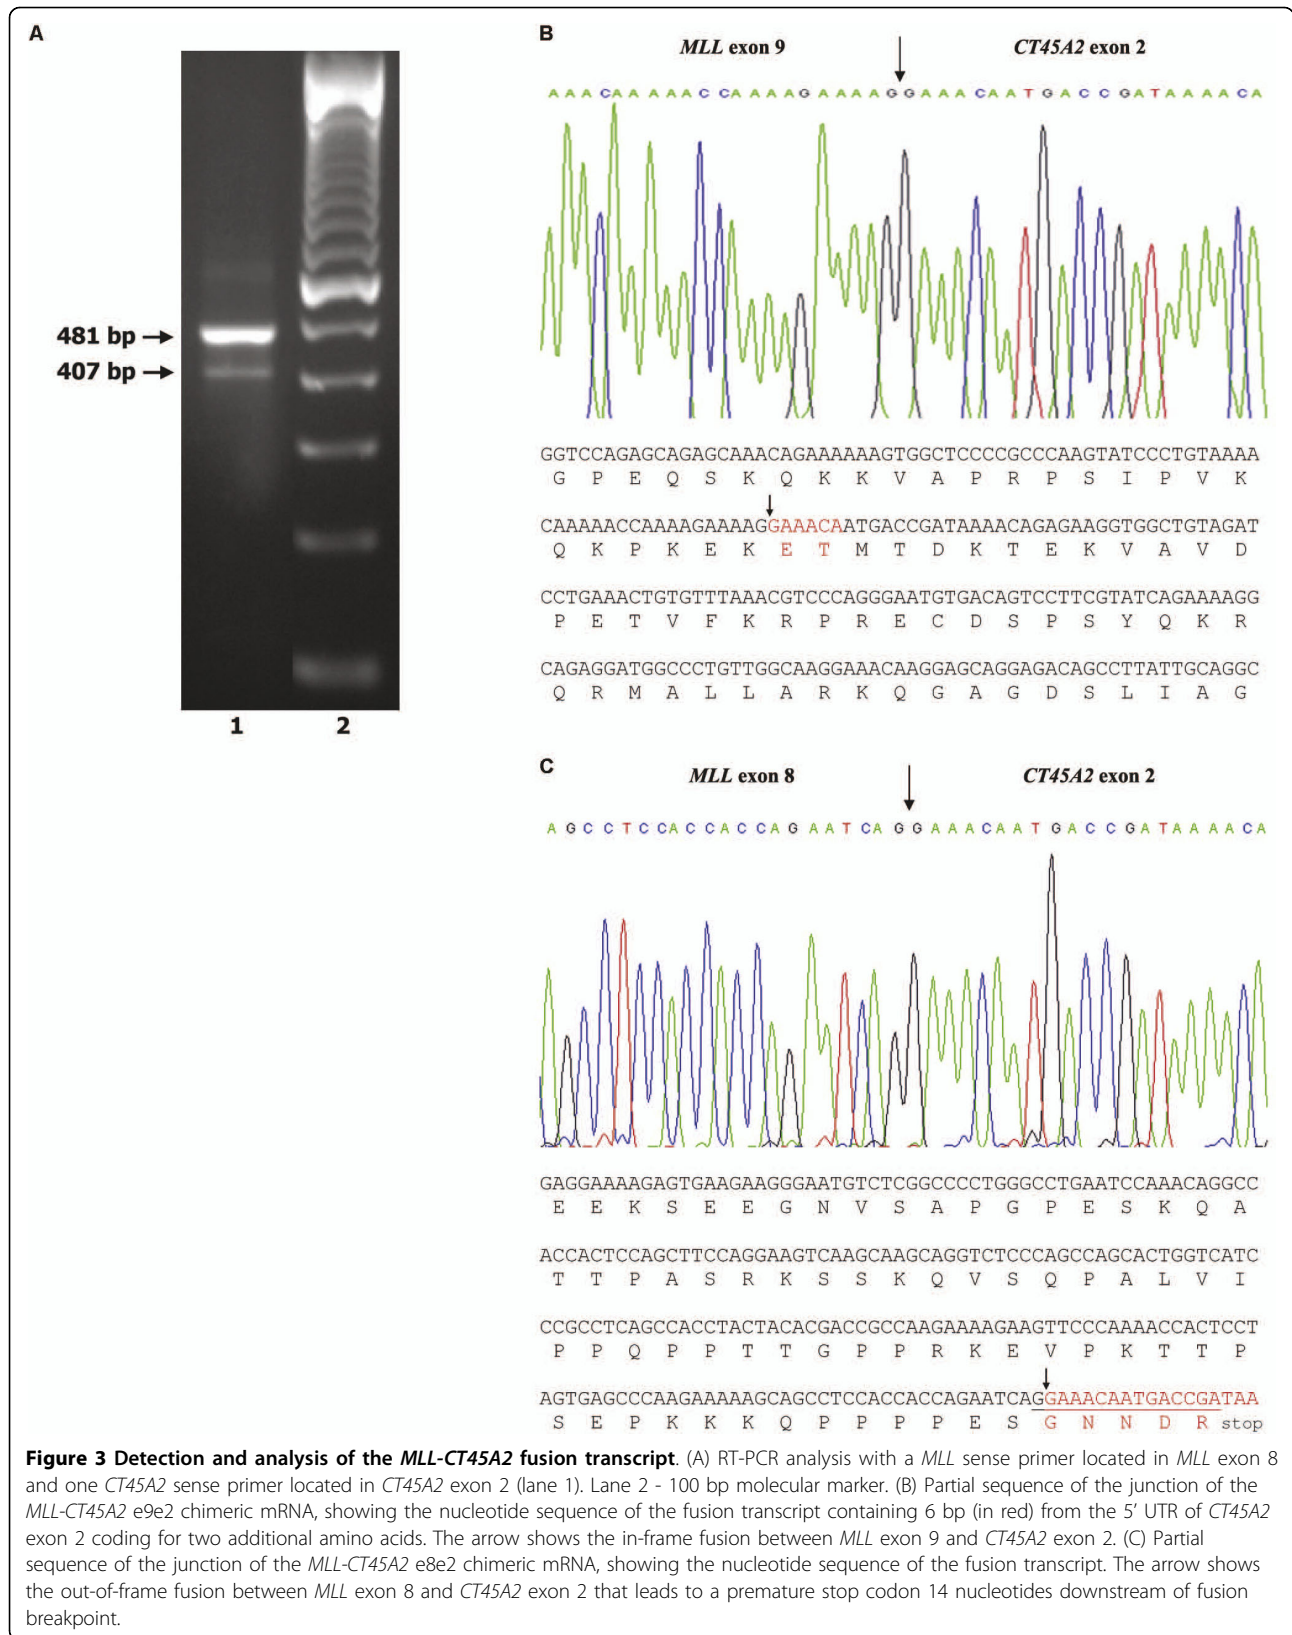 A
481 bp →
407 bp →
1 2
B
MLL exon 9 CT45A2 exon 2
AAACAAAAACCAAAAGAAAAGGAAACAATGACCGATAAAACA
GGTCCAGAGCAGAGCAAACAGAAAAAAGTGGCTCCCCGCCCAAGTATCCCTGTAAAA
G P E Q S K Q K K V A P R P S I P V K
CAAAAACCAAAAGAAAAGGAAACAATGACCGATAAAACAGAGAAGGTGGCTGTAGAT
Q K P K E K E T M T D K T E K V A V D
CCTGAAACTGTGTTTAAACGTCCCAGGGAATGTGACAGTCCTTCGTATCAGAAAAGG
P E T V F K R P R E C D S P S Y Q K R
CAGAGGATGGCCCTGTTGGCAAGGAAACAAGGAGCAGGAGACAGCCTTATTGCAGGC
Q R M A L L A R K Q G A G D S L I A G
C
MLL exon 8 CT45A2 exon 2
AGCCTCCACCACCAGAATCAGGAAACAATGACCGATAAAACA
GAGGAAAAGAGTGAAGAAGGGAATGTCTCGGCCCCTGGGCCTGAATCCAAACAGGCC
E E K S E E G N V S A P G P E S K Q A
ACCACTCCAGCTTCCAGGAAGTCAAGCAAGCAGGTCTCCCAGCCAGCACTGGTCATC
T T P A S R K S S K Q V S Q P A L V I
CCGCCTCAGCCACCTACTACACGACCGCCAAGAAAAGAAGTTCCCAAAACCACTCCT
P P Q P P T T G P P R K E V P K T T P
AGTGAGCCCAAGAAAAAGCAGCCTCCACCACCAGAATCAGGAAACAATGACCGATAA
S E P K K K Q P P P P E S G N N D R stop
Figure 3 Detection and analysis of the MLL-CT45A2 fusion transcript. (A) RT-PCR analysis with a MLL sense primer located in MLL exon 8
and one CT45A2 sense primer located in CT45A2 exon 2 (lane 1). Lane 2 - 100 bp molecular marker. (B) Partial sequence of the junction of the
MLL-CT45A2 e9e2 chimeric mRNA, showing the nucleotide sequence of the fusion transcript containing 6 bp (in red) from the 5’ UTR of CT45A2
exon 2 coding for two additional amino acids. The arrow shows the in-frame fusion between MLL exon 9 and CT45A2 exon 2. (C) Partial
sequence of the junction of the MLL-CT45A2 e8e2 chimeric mRNA, showing the nucleotide sequence of the fusion transcript. The arrow shows
the out-of-frame fusion between MLL exon 8 and CT45A2 exon 2 that leads to a premature stop codon 14 nucleotides downstream of fusion
breakpoint.